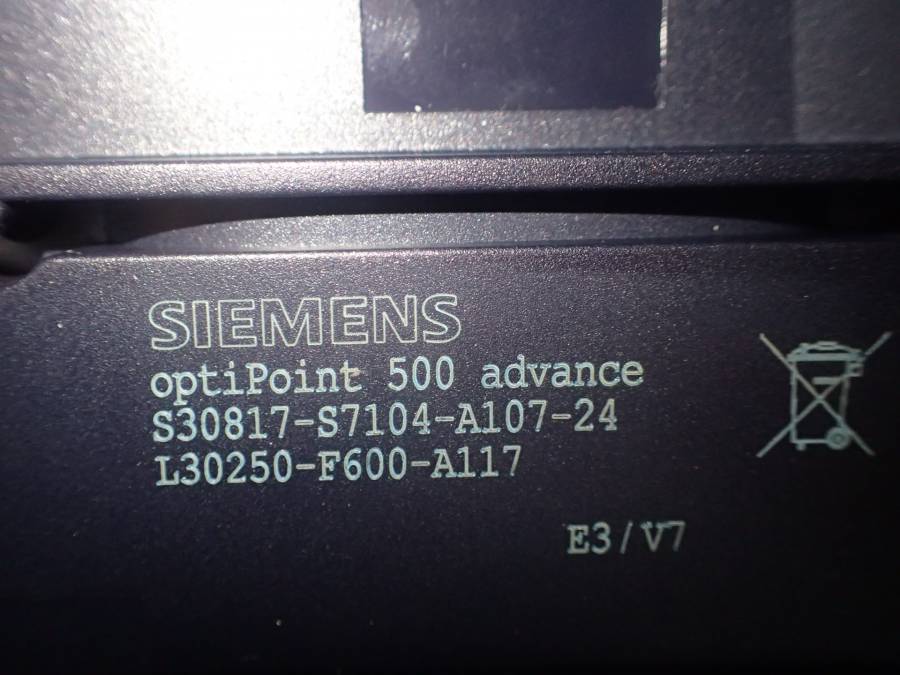 SIEMENS
optiPoint 500 advance
S30817-S7104-A107-24
L30250-F600-A117
E3/V7